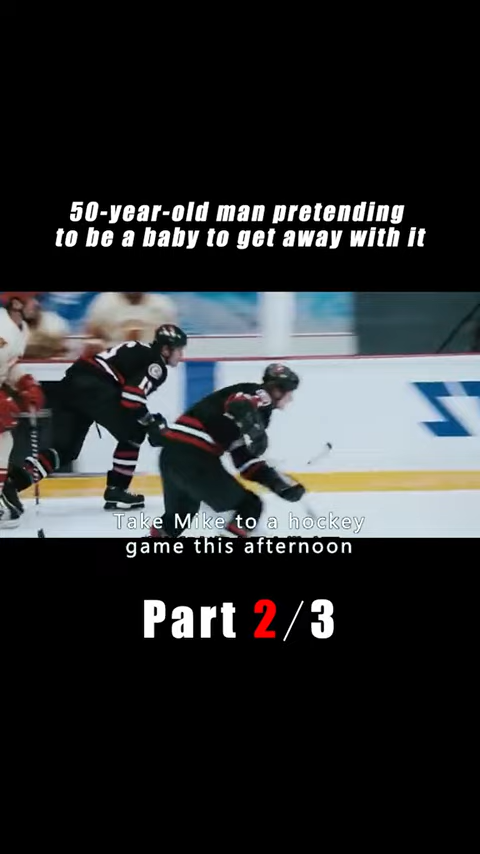 50-year-old man pretending
to be a baby to get away with it
Take Mike to a hockey
game this afternoon
Part 2/3